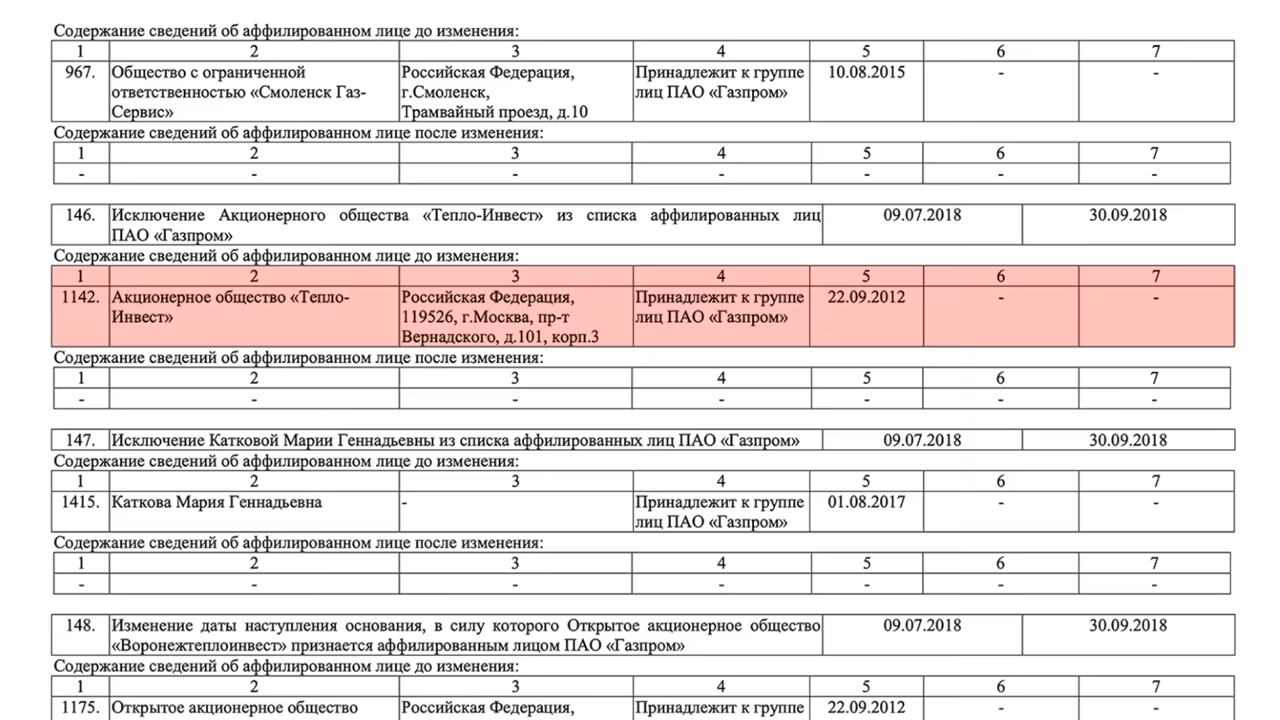 Содержание сведений об аффилированном лице до изменения:
1 2 3 4 5 6 7
967. Общество с ограниченной Российская Федерация, Принадлежит к группе 10.08.2015 - -
ответственностью «Смоленск Газ- г.Смоленск, лиц ПАО «Газпром»
Сервис» Трамвайный проезд, д.10
Содержание сведений об аффилированном лице после изменения:
1 2 3 4 5 6 7
- - - - - - -
146. Исключение Акционерного общества «Тепло-Инвест» из списка аффилированных лиц 09.07.2018 30.09.2018
ПАО «Газпром»
Содержание сведений об аффилированном лице до изменения:
1 2 3 4 5 6 7
1142. Акционерное общество «Тепло- Российская Федерация, Принадлежит к группе 22.09.2012 - -
Инвест» 119526, г.Москва, пр-т лиц ПАО «Газпром»
Вернадского, д.101, корп.3
Содержание сведений об аффилированном лице после изменения:
1 2 3 4 5 6 7
- - - - - - -
147. Исключение Катковой Марии Геннадьевны из списка аффилированных лиц ПАО «Газпром» 09.07.2018 30.09.2018
Содержание сведений об аффилированном лице до изменения:
1 2 3 4 5 6 7
1415. Каткова Мария Геннадьевна - Принадлежит к группе 01.08.2017 - -
лиц ПАО «Газпром»
Содержание сведений об аффилированном лице после изменения:
1 2 3 4 5 6 7
- - - - - - -
148. Изменение даты наступления основания, в силу которого Открытое акционерное общество 09.07.2018 30.09.2018
«Воронежтеплоинвест» признается аффилированным лицом ПАО «Газпром»
Содержание сведений об аффилированном лице до изменения:
1 2 3 4 5 6 7
1175. Открытое акционерное общество Российская Федерация, Принадлежит к группе 22.09.2012 - -